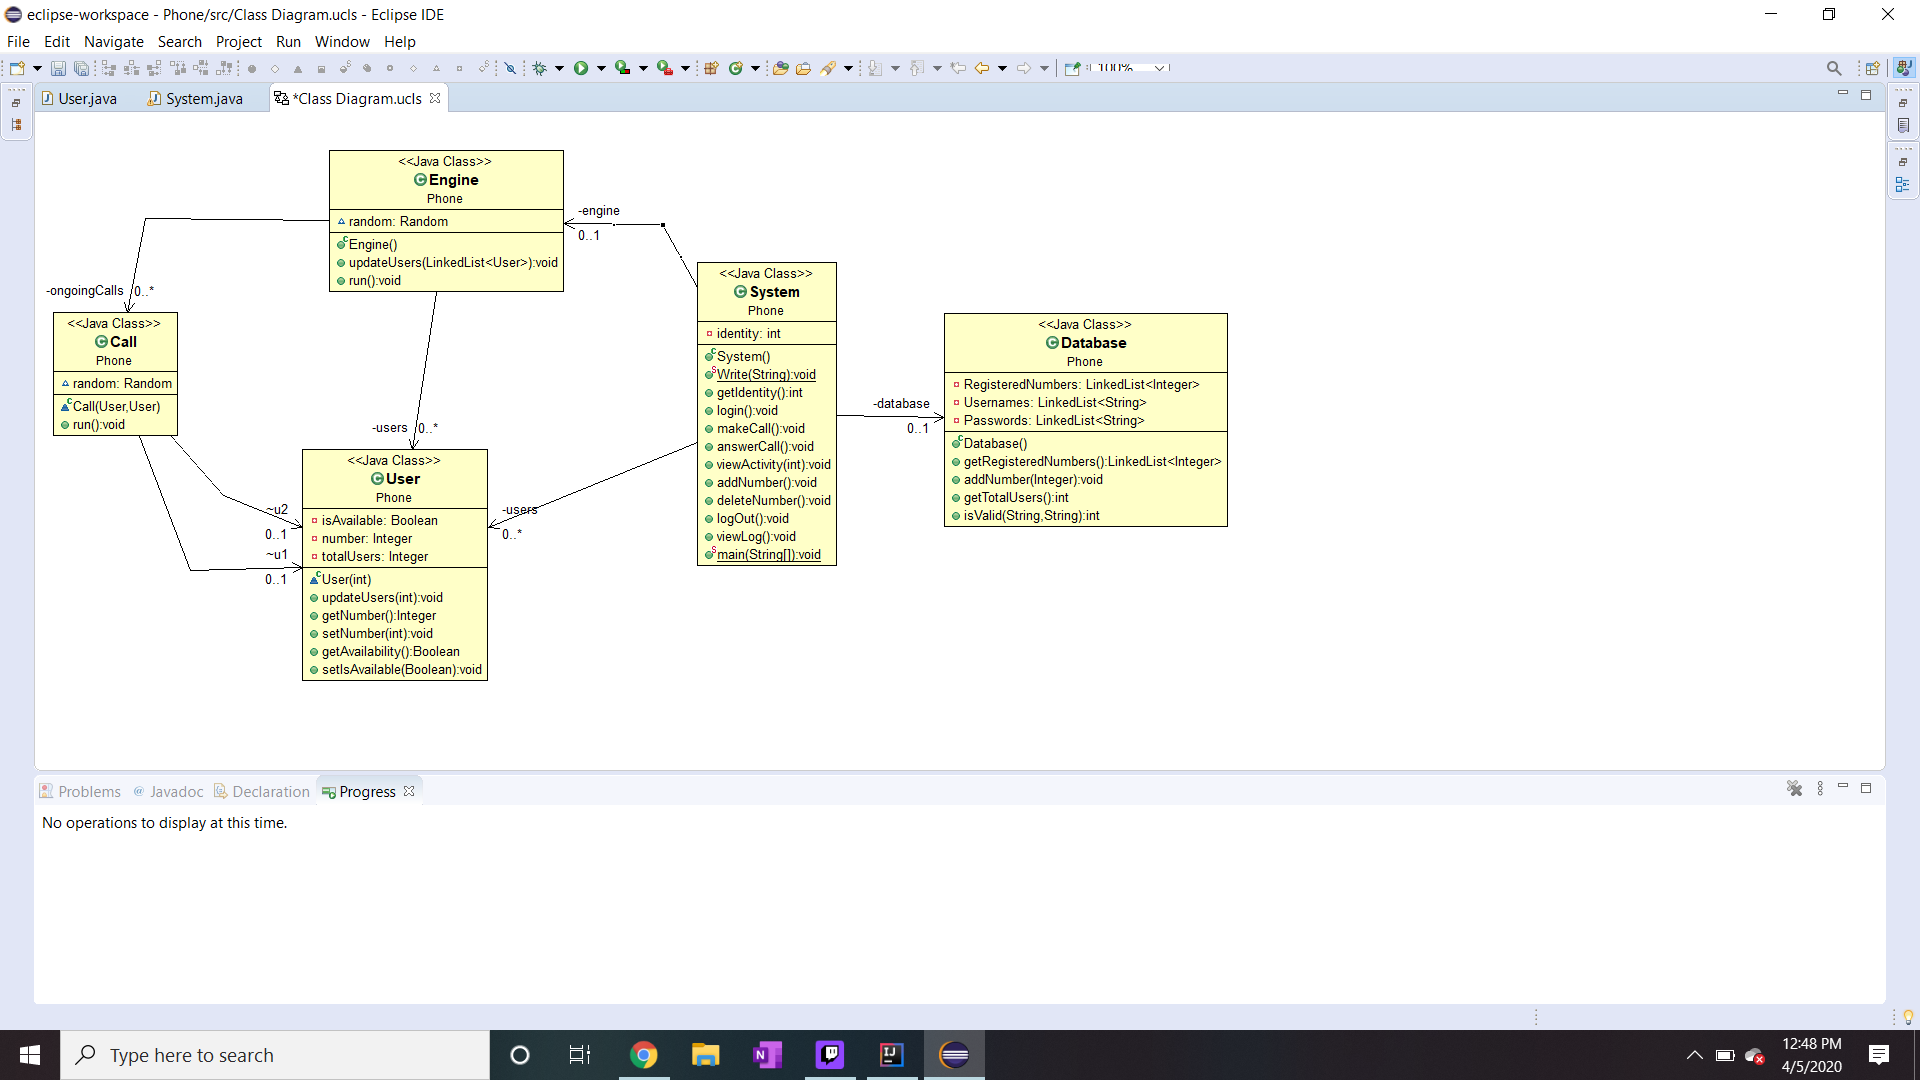 eclipse-workspace - Phone/src/Class Diagram.ucls - Eclipse IDE
File Edit Navigate Search Project Run Window Help
100%
User.java System.java *Class Diagram.ucls
<<Java Class>>
Engine
Phone
random: Random
Engine()
updateUsers(LinkedList<User>):void
run():void
-engine
0..1
-ongoingCalls 0..*
<<Java Class>>
Call
Phone
random: Random
Call(User,User)
run():void
-users 0..*
~u2
0..1
~u1
0..1
<<Java Class>>
User
Phone
isAvailable: Boolean
number: Integer
totalUsers: Integer
User(int)
updateUsers(int):void
getNumber():Integer
setNumber(int):void
getAvailability():Boolean
setIsAvailable(Boolean):void
-users
0..*
<<Java Class>>
System
Phone
identity: int
System()
Write(String):void
getIdentity():int
login():void
makeCall():void
answerCall():void
viewActivity(int):void
addNumber():void
deleteNumber():void
logOut():void
viewLog():void
main(String[]):void
-database
0..1
<<Java Class>>
Database
Phone
RegisteredNumbers: LinkedList<Integer>
Usernames: LinkedList<String>
Passwords: LinkedList<String>
Database()
getRegisteredNumbers():LinkedList<Integer>
addNumber(Integer):void
getTotalUsers():int
isValid(String,String):int
Problems @ Javadoc Declaration Progress
No operations to display at this time.
Type here to search
12:48 PM
4/5/2020